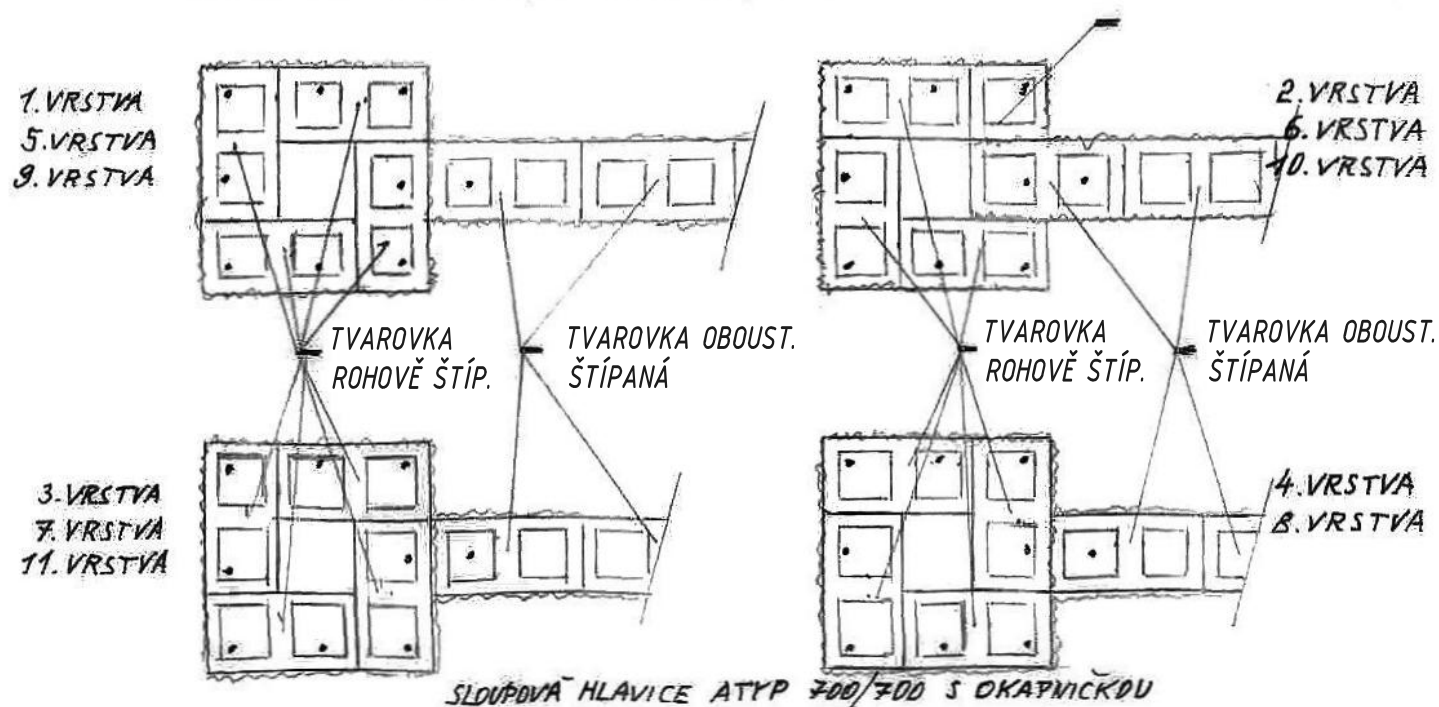 1. VRSTVA
5. VRSTVA
9. VRSTVA
2. VRSTVA
6. VRSTVA
10. VRSTVA
TVAROVKA
ROHOVĚ ŠTÍP.
TVAROVKA OBOUST.
ŠTÍPANÁ
TVAROVKA
ROHOVĚ ŠTÍP.
TVAROVKA OBOUST.
ŠTÍPANÁ
3. VRSTVA
7. VRSTVA
11. VRSTVA
4. VRSTVA
8. VRSTVA
SLOUPOVÁ HLAVICE ATYP 700/700 S OKAPNIČKOU